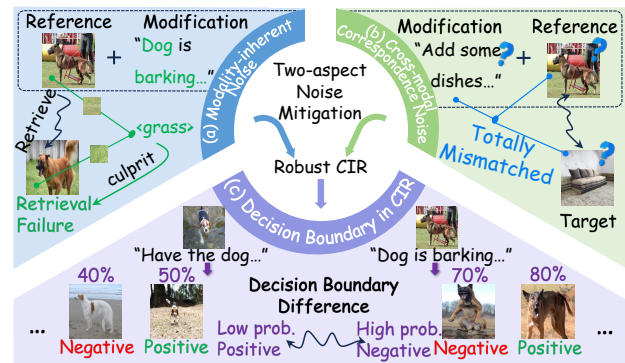 Reference
+
Modification
"Dog is
barking..."
Retrieve
<grass>
culprit
Retrieval
Failure
(a) Modality-inherent
Noise
Two-aspect
Noise
Mitigation
Robust CIR
(b) Cross-modal
Correspondence Noise
Modification
"Add some
dishes..."
?
+
Reference
?
Totally
Mismatched
?
Target
(c) Decision Boundary in CIR
"Have the dog..."
"Dog is barking..."
40%
50%
Decision Boundary
Difference
70%
80%
...
Negative
Positive
Low prob.
Positive
High prob.
Negative
Negative
Positive
...